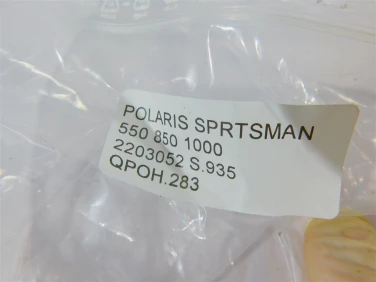 POLARIS SPRTSMAN
550 850 1000
2203052 S.935
QPOH.283